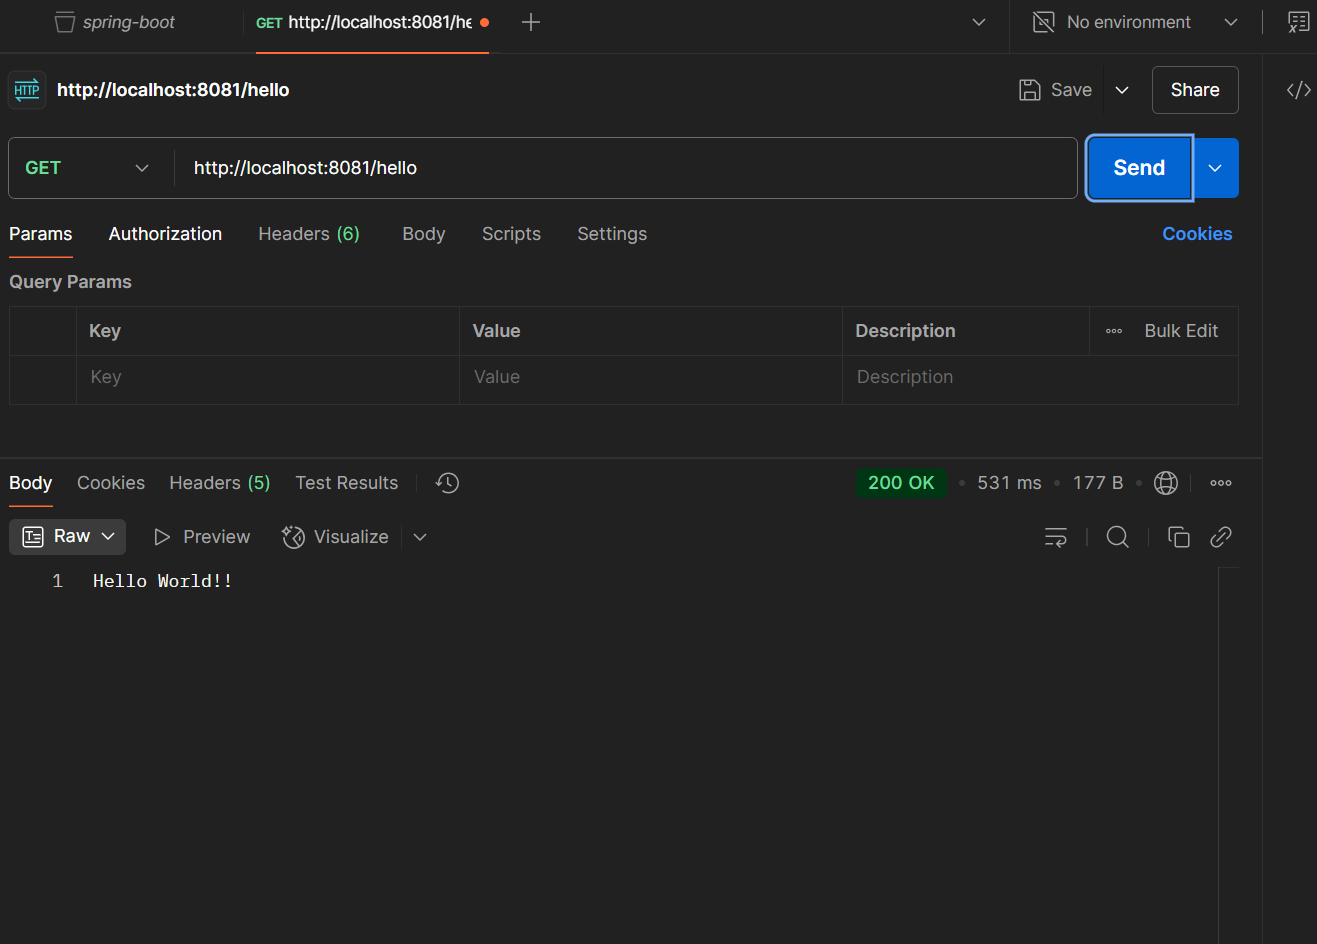 spring-boot
GET http://localhost:8081/he
No environment
HTTP http://localhost:8081/hello
Save
Share
GET
http://localhost:8081/hello
Send
Params
Authorization
Headers (6)
Body
Scripts
Settings
Cookies
Query Params
Key
Value
Description
Bulk Edit
Key
Value
Description
Body
Cookies
Headers (5)
Test Results
200 OK
531 ms
177 B
Raw
Preview
Visualize
1 Hello World!!